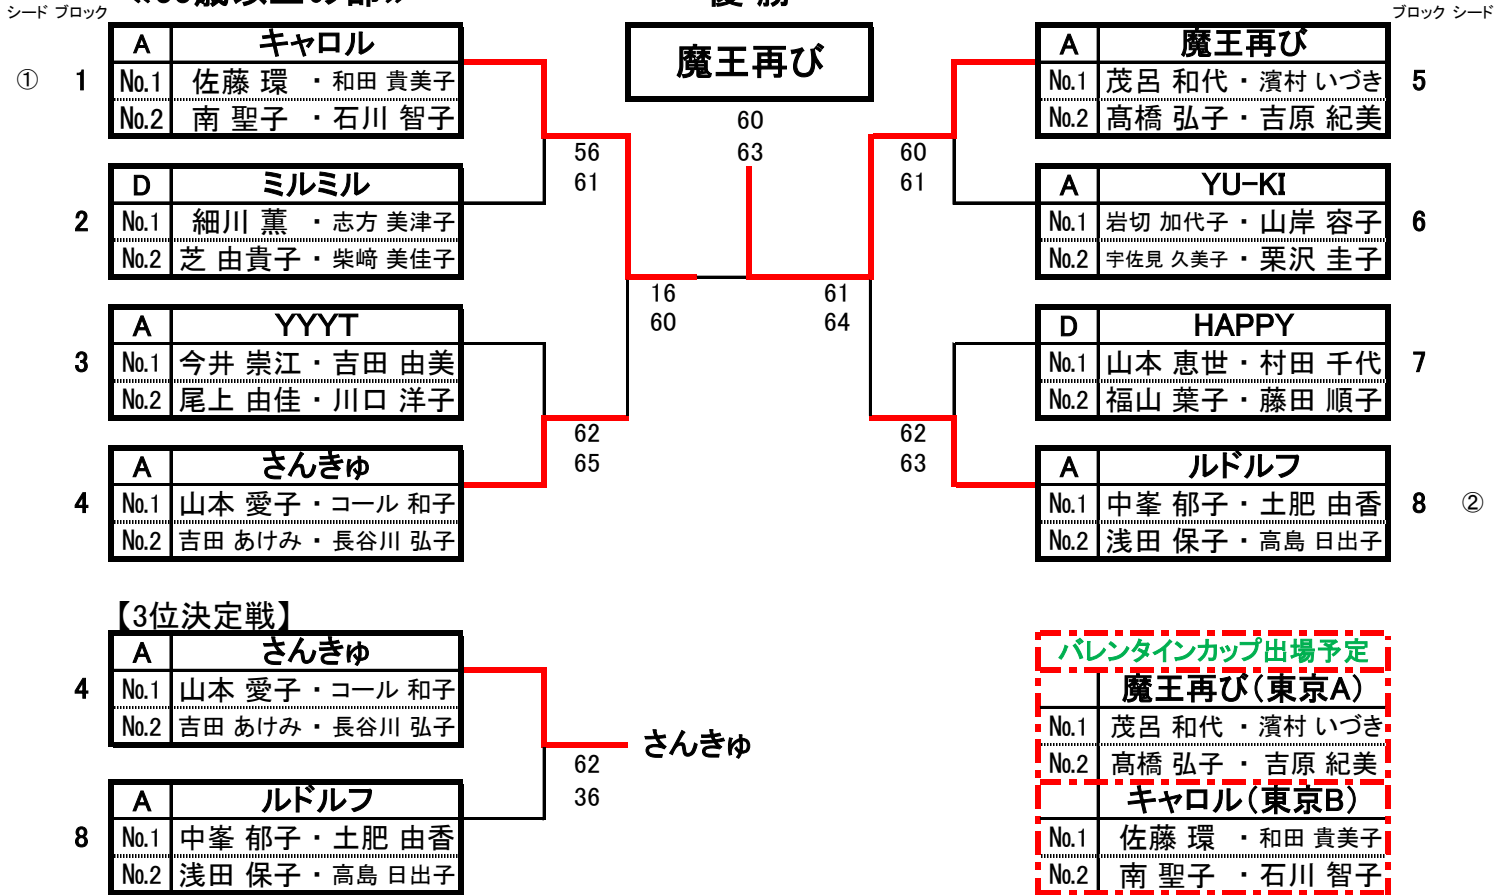 シード ブロック
優 勝
ブロック シード
A キャロル
① 1 No.1 佐藤 環 ・ 和田 貴美子
No.2 南 聖子 ・ 石川 智子
D ミルミル
2 No.1 細川 薫 ・ 志方 美津子
No.2 芝 由貴子 ・ 柴﨑 美佳子
A YYYT
3 No.1 今井 崇江 ・ 吉田 由美
No.2 尾上 由佳 ・ 川口 洋子
A さんきゅ
4 No.1 山本 愛子 ・ コール 和子
No.2 吉田 あけみ ・ 長谷川 弘子
56
61
62
65
16
60
魔王再び
60
63
61
64
60
61
62
63
A 魔王再び
No.1 茂呂 和代 ・ 濱村 いづき 5
No.2 髙橋 弘子 ・ 吉原 紀美
A YU-KI
No.1 岩切 加代子 ・ 山岸 容子 6
No.2 宇佐見 久美子 ・ 栗沢 圭子
D HAPPY
No.1 山本 恵世 ・ 村田 千代 7
No.2 福山 葉子 ・ 藤田 順子
A ルドルフ
No.1 中峯 郁子 ・ 土肥 由香 8 ②
No.2 浅田 保子 ・ 高島 日出子
【3位決定戦】
A さんきゅ
4 No.1 山本 愛子 ・ コール 和子
No.2 吉田 あけみ ・ 長谷川 弘子
62
36
さんきゅ
A ルドルフ
8 No.1 中峯 郁子 ・ 土肥 由香
No.2 浅田 保子 ・ 高島 日出子
バレンタインカップ出場予定
魔王再び(東京A)
No.1 茂呂 和代 ・ 濱村 いづき
No.2 髙橋 弘子 ・ 吉原 紀美
キャロル(東京B)
No.1 佐藤 環 ・ 和田 貴美子
No.2 南 聖子 ・ 石川 智子